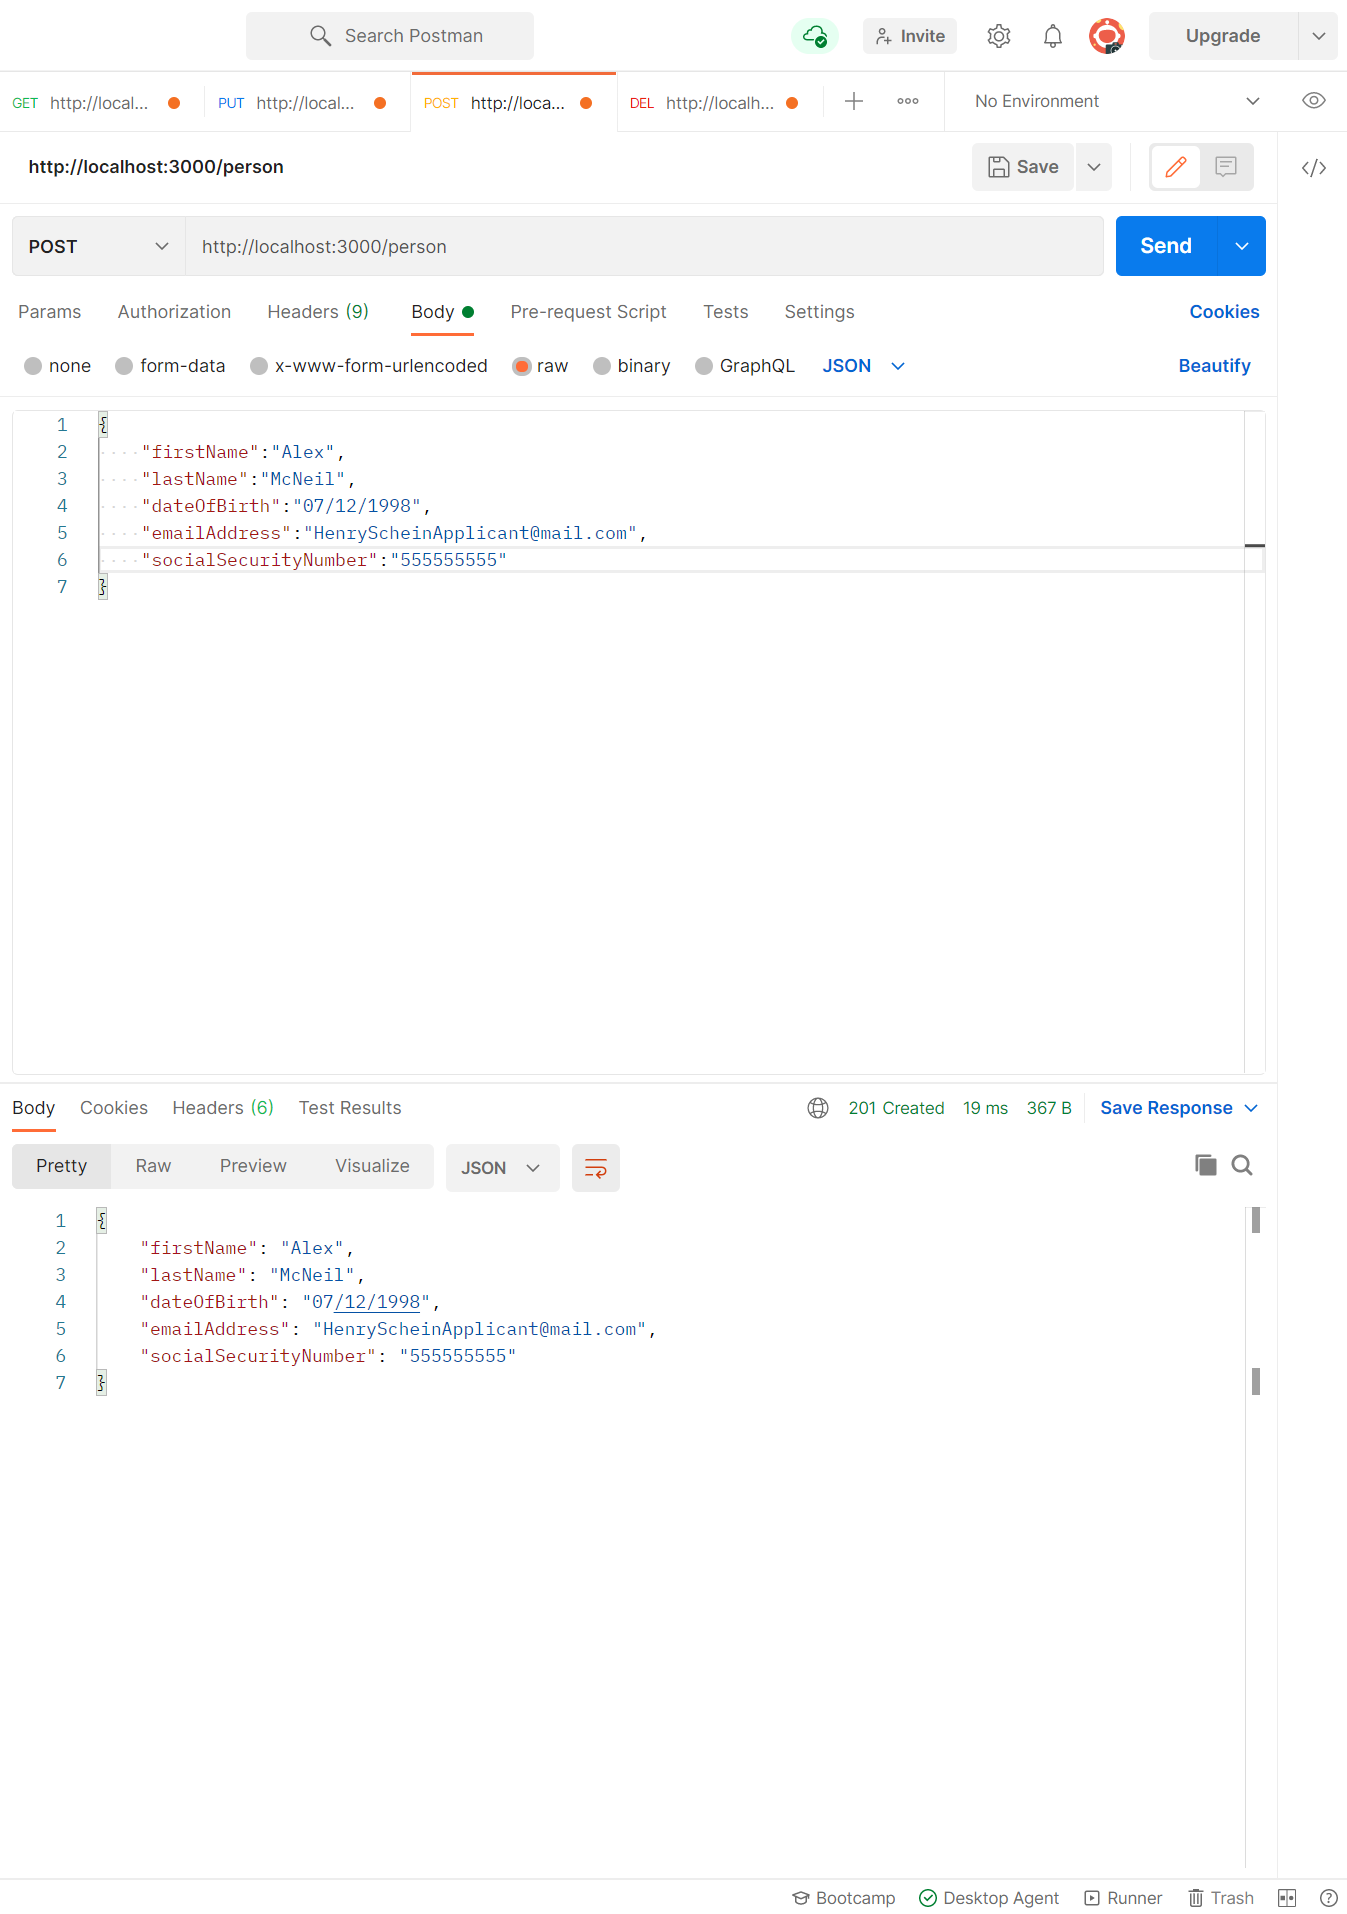 Search Postman
Invite
Upgrade
GET http://local...
PUT http://local...
POST http://loca...
DEL http://localh...
No Environment
http://localhost:3000/person
Save
POST
http://localhost:3000/person
Send
Params Authorization Headers (9) Body Pre-request Script Tests Settings Cookies
none form-data x-www-form-urlencoded raw binary GraphQL JSON Beautify
1 {
2 "firstName":"Alex",
3 "lastName":"McNeil",
4 "dateOfBirth":"07/12/1998",
5 "emailAddress":"HenryScheinApplicant@mail.com",
6 "socialSecurityNumber":"555555555"
7 }
Body Cookies Headers (6) Test Results 201 Created 19 ms 367 B Save Response
Pretty Raw Preview Visualize JSON
1 {
2 "firstName": "Alex",
3 "lastName": "McNeil",
4 "dateOfBirth": "07/12/1998",
5 "emailAddress": "HenryScheinApplicant@mail.com",
6 "socialSecurityNumber": "555555555"
7 }
Bootcamp Desktop Agent Runner Trash